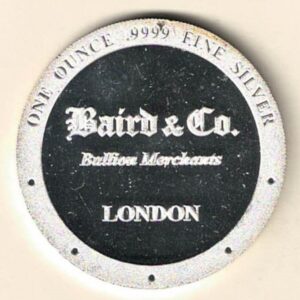 ONE OUNCE .9999 FINE SILVER
Baird & Co.
Bullion Merchants
LONDON